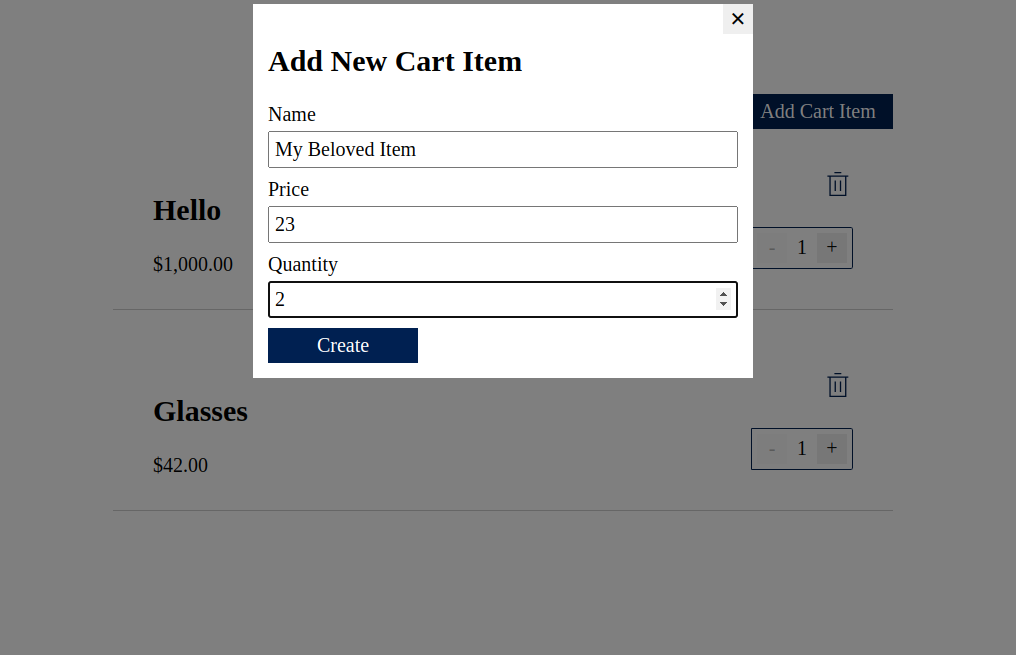 ✕
Add New Cart Item
Name
My Beloved Item
Price
23
Quantity
2
Create
Add Cart Item
Hello
$1,000.00
- 1 +
Glasses
$42.00
- 1 +